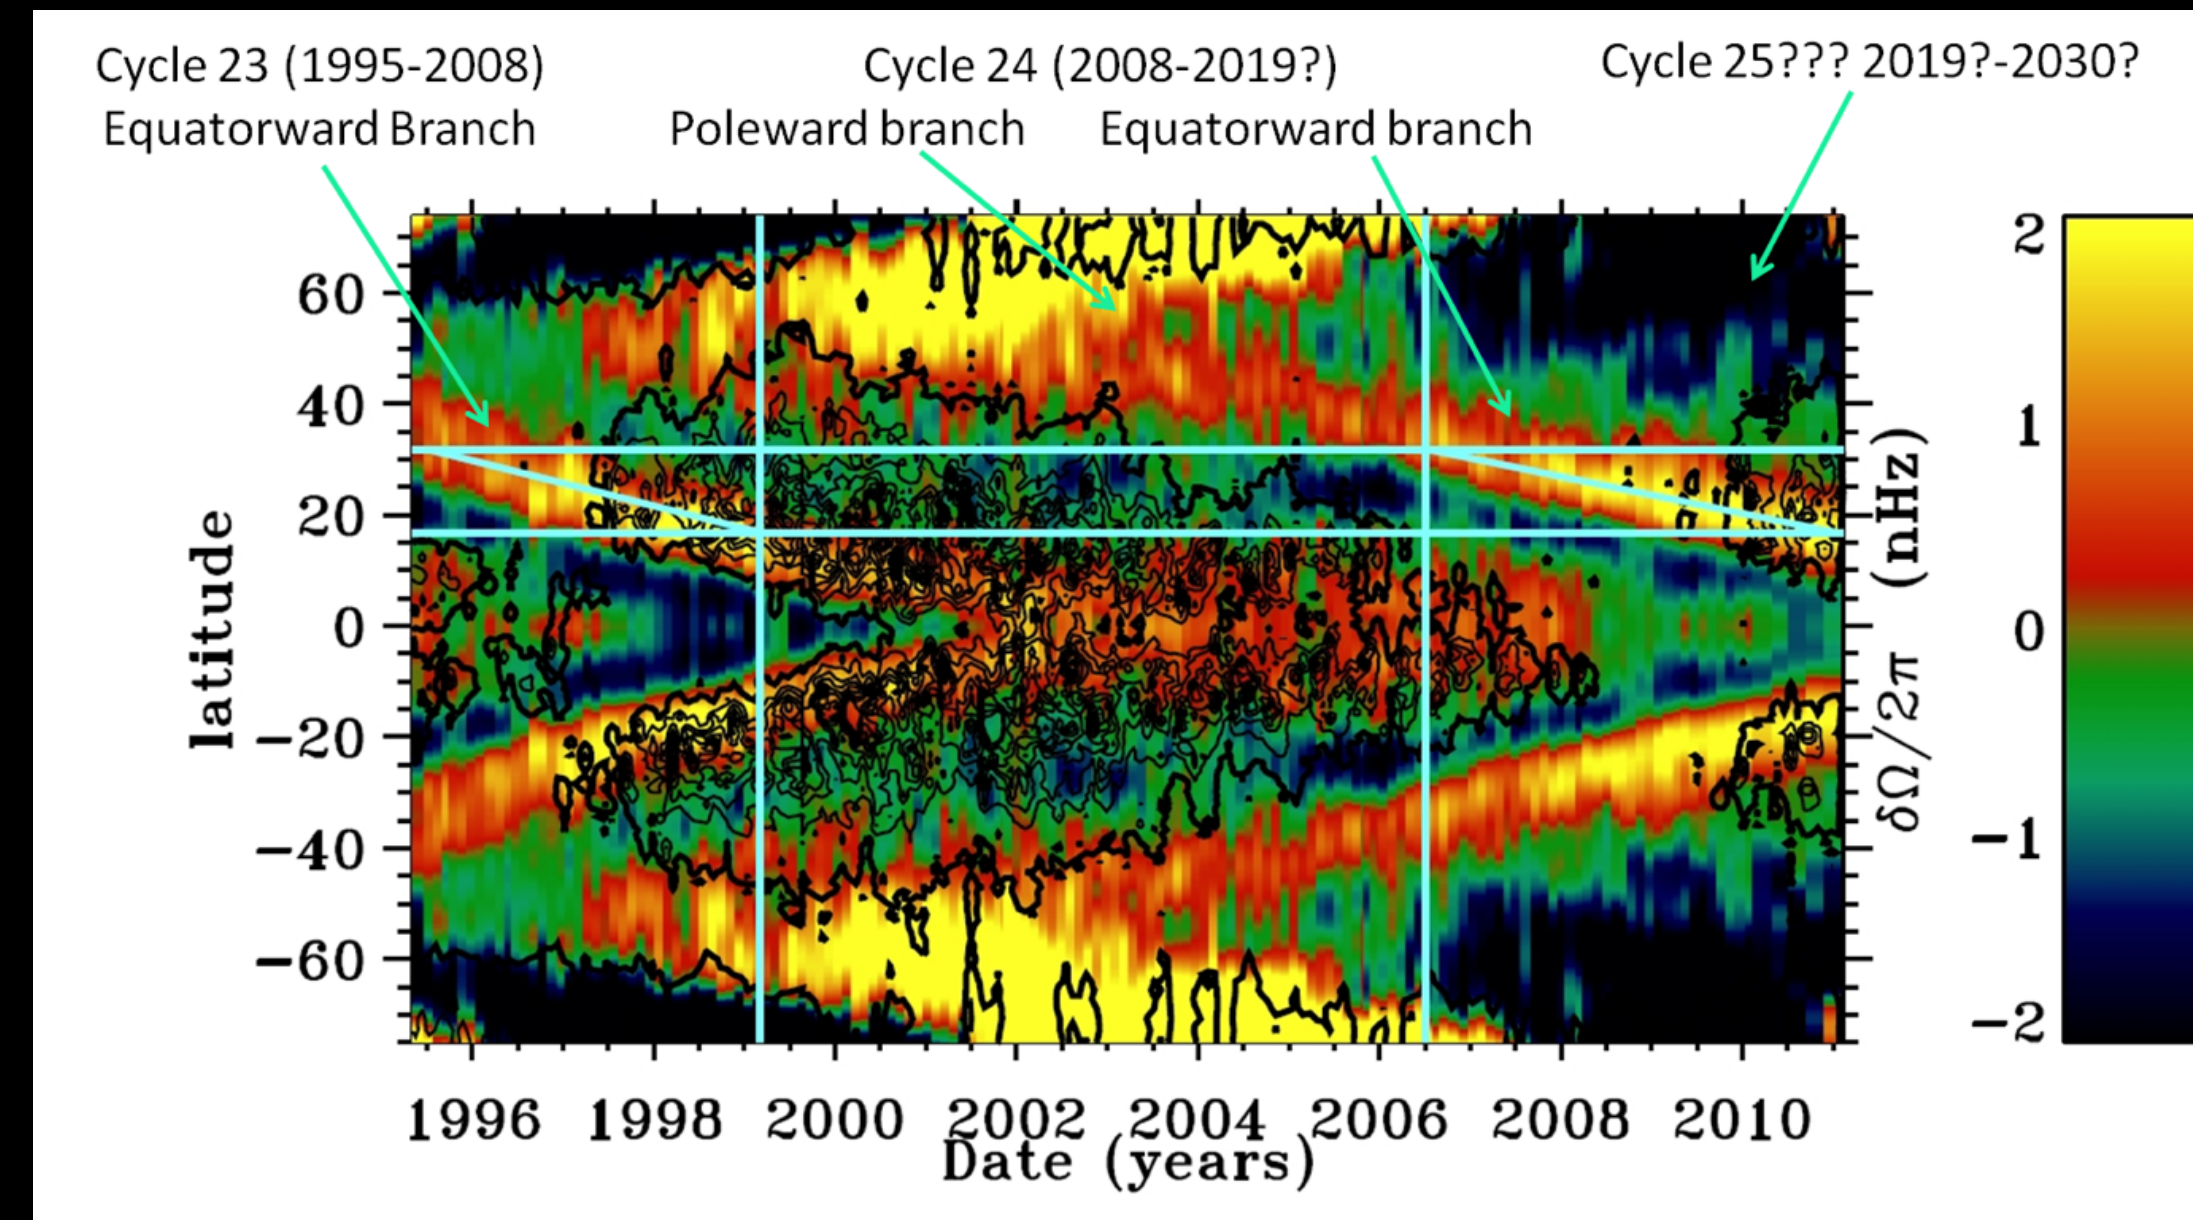 Cycle 23 (1995-2008)
Equatorward Branch
Cycle 24 (2008-2019?)
Poleward branch
Equatorward branch
Cycle 25??? 2019?-2030?
60
40
20
0
−20
−40
−60
latitude
1996
1998
2000
2002
2004
2006
2008
2010
Date (years)
δΩ/2π (nHz)
2
1
0
−1
−2